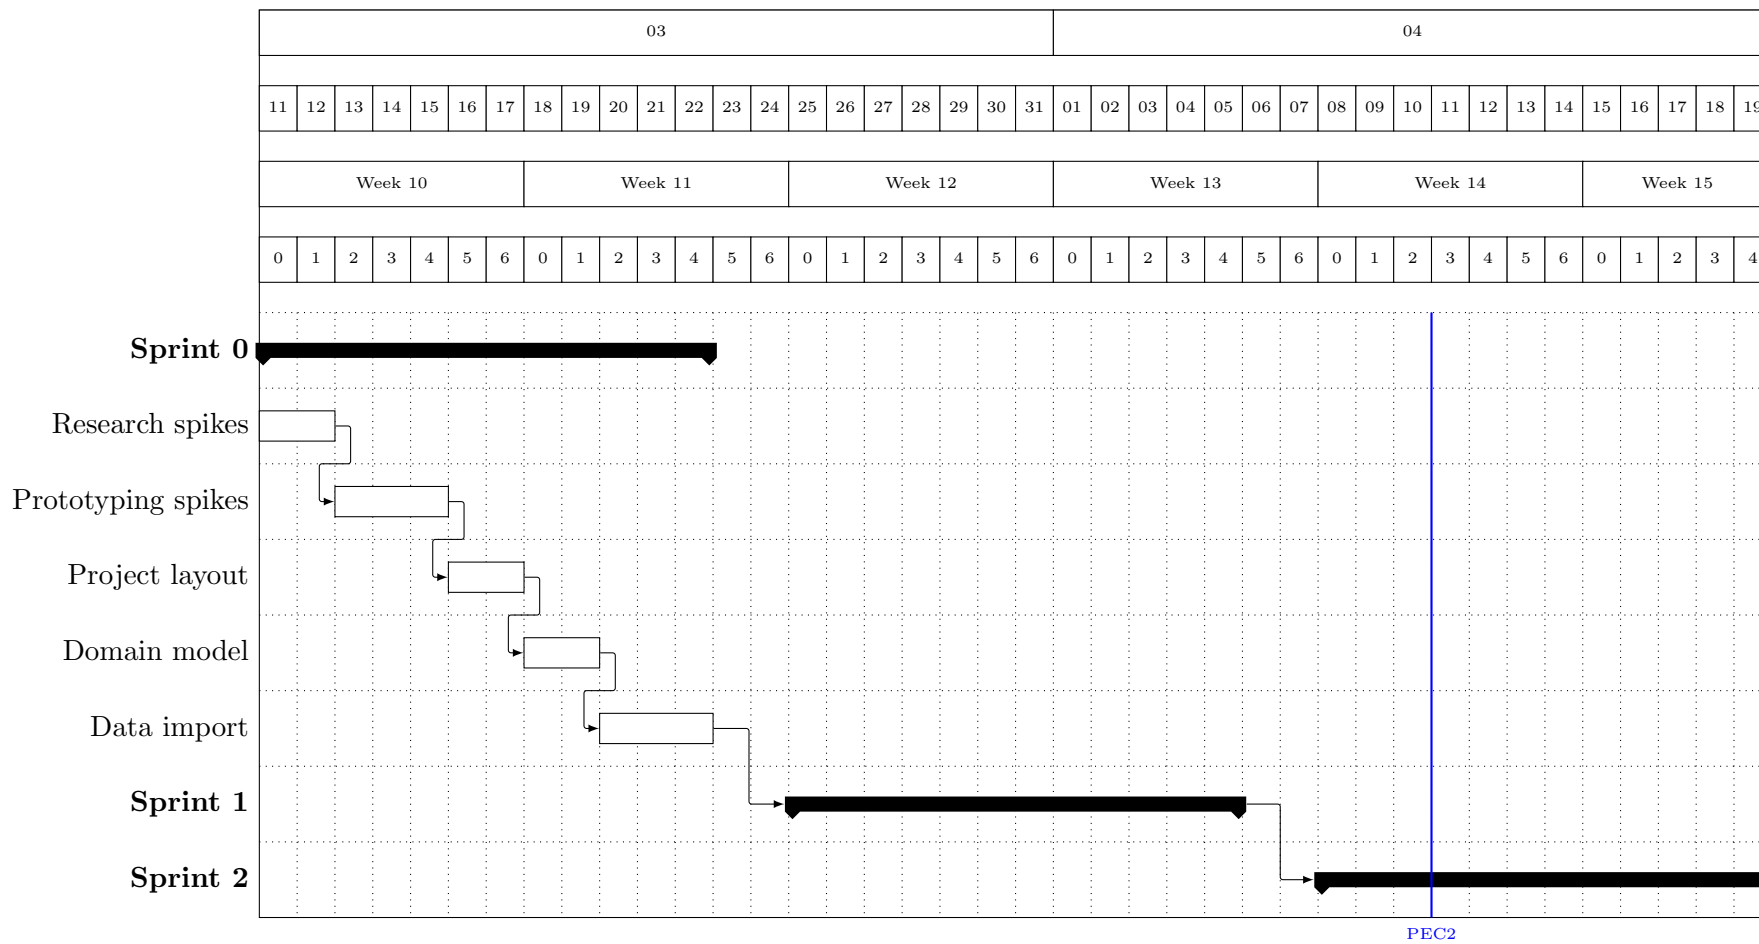 03 04
11 12 13 14 15 16 17 18 19 20 21 22 23 24 25 26 27 28 29 30 31 01 02 03 04 05 06 07 08 09 10 11 12 13 14 15 16 17 18 19
Week 10 Week 11 Week 12 Week 13 Week 14 Week 15
0 1 2 3 4 5 6 0 1 2 3 4 5 6 0 1 2 3 4 5 6 0 1 2 3 4 5 6 0 1 2 3 4 5 6 0 1 2 3 4
Sprint 0
Research spikes
Prototyping spikes
Project layout
Domain model
Data import
Sprint 1
Sprint 2
PEC2